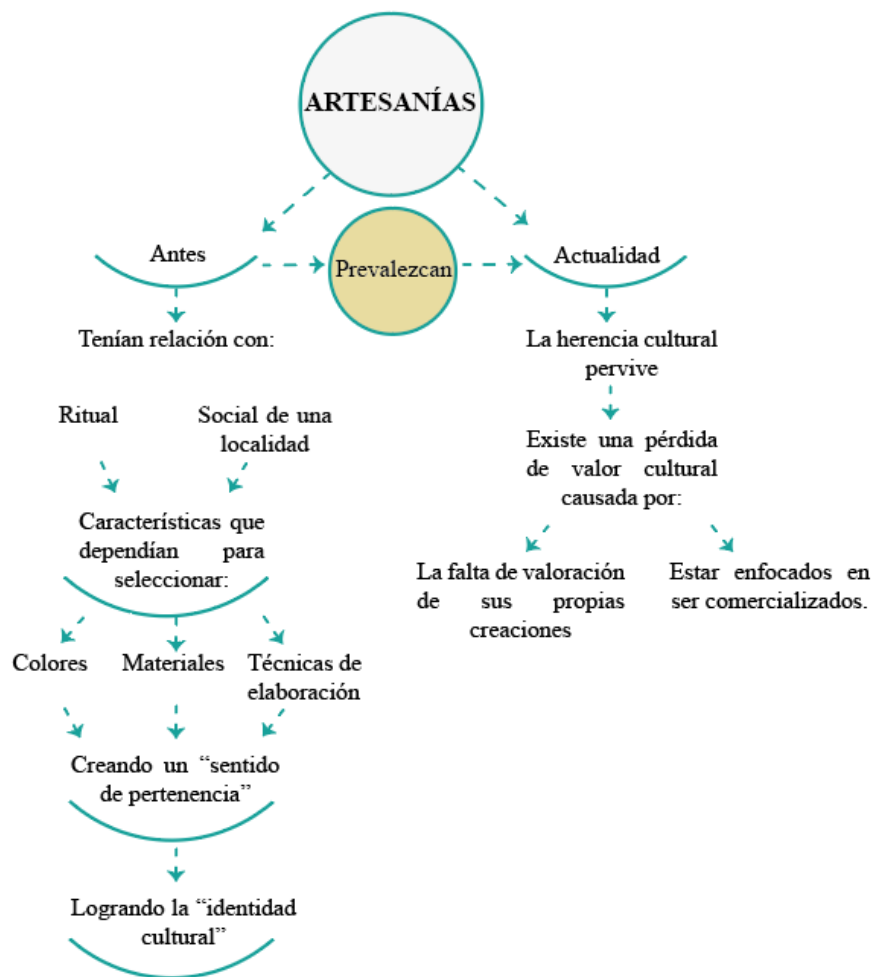 ARTESANÍAS
Antes
Prevalezcan
Actualidad
Tenían relación con:
La herencia cultural
pervive
Ritual
Social de una
localidad
Existe una pérdida
de valor cultural
causada por:
Características que
dependían para
seleccionar:
La falta de valoración
de sus propias
creaciones
Estar enfocados en
ser comercializados.
Colores
Materiales
Técnicas de
elaboración
Creando un “sentido
de pertenencia”
Logrando la “identidad
cultural”